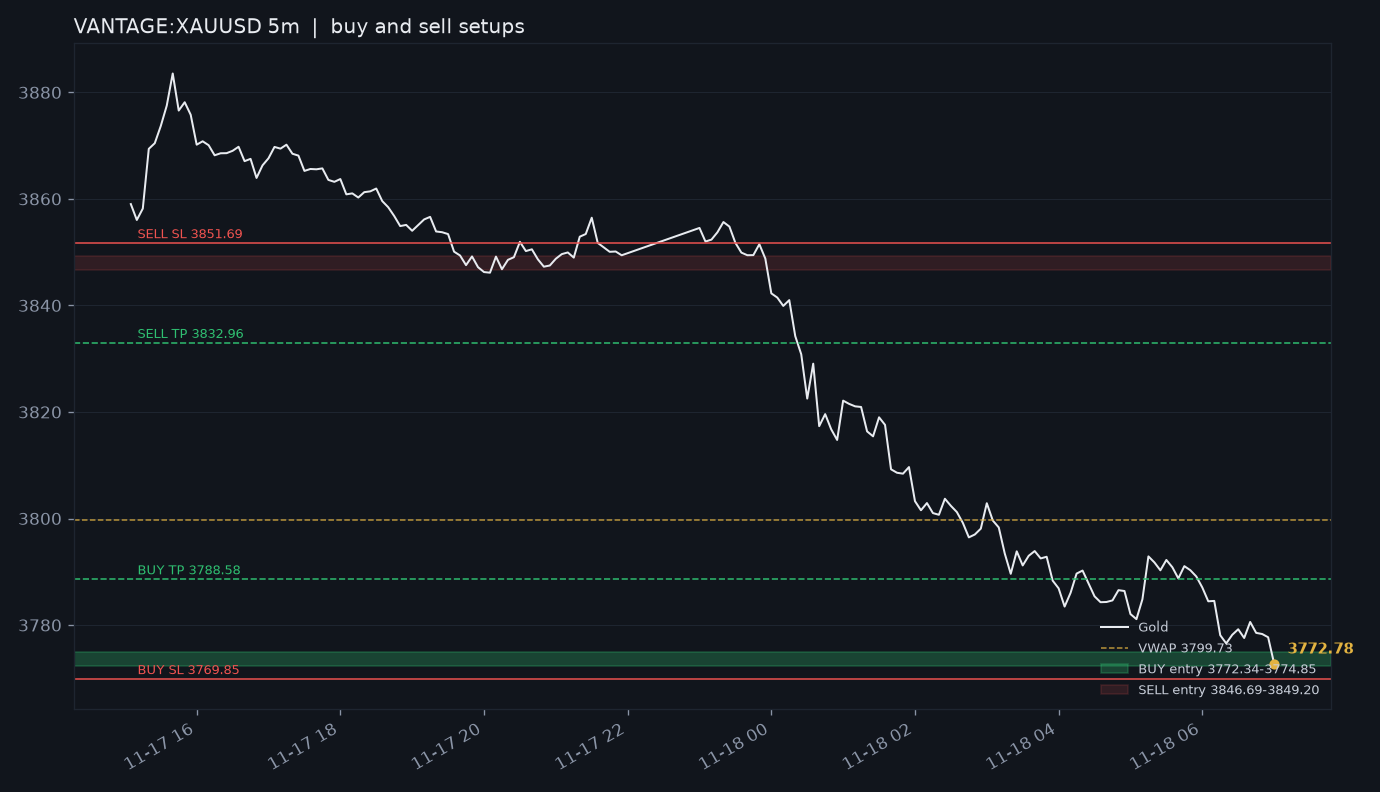 VANTAGE:XAUUSD 5m | buy and sell setups
3880
3860
SELL SL 3851.69
3840
SELL TP 3832.96
3820
3800
BUY TP 3788.58
3780
Gold
VWAP 3799.73
3772.78
BUY SL 3769.85
BUY entry 3772.34-3774.85
SELL entry 3846.69-3849.20
11-17 16
11-17 18
11-17 20
11-17 22
11-18 00
11-18 02
11-18 04
11-18 06